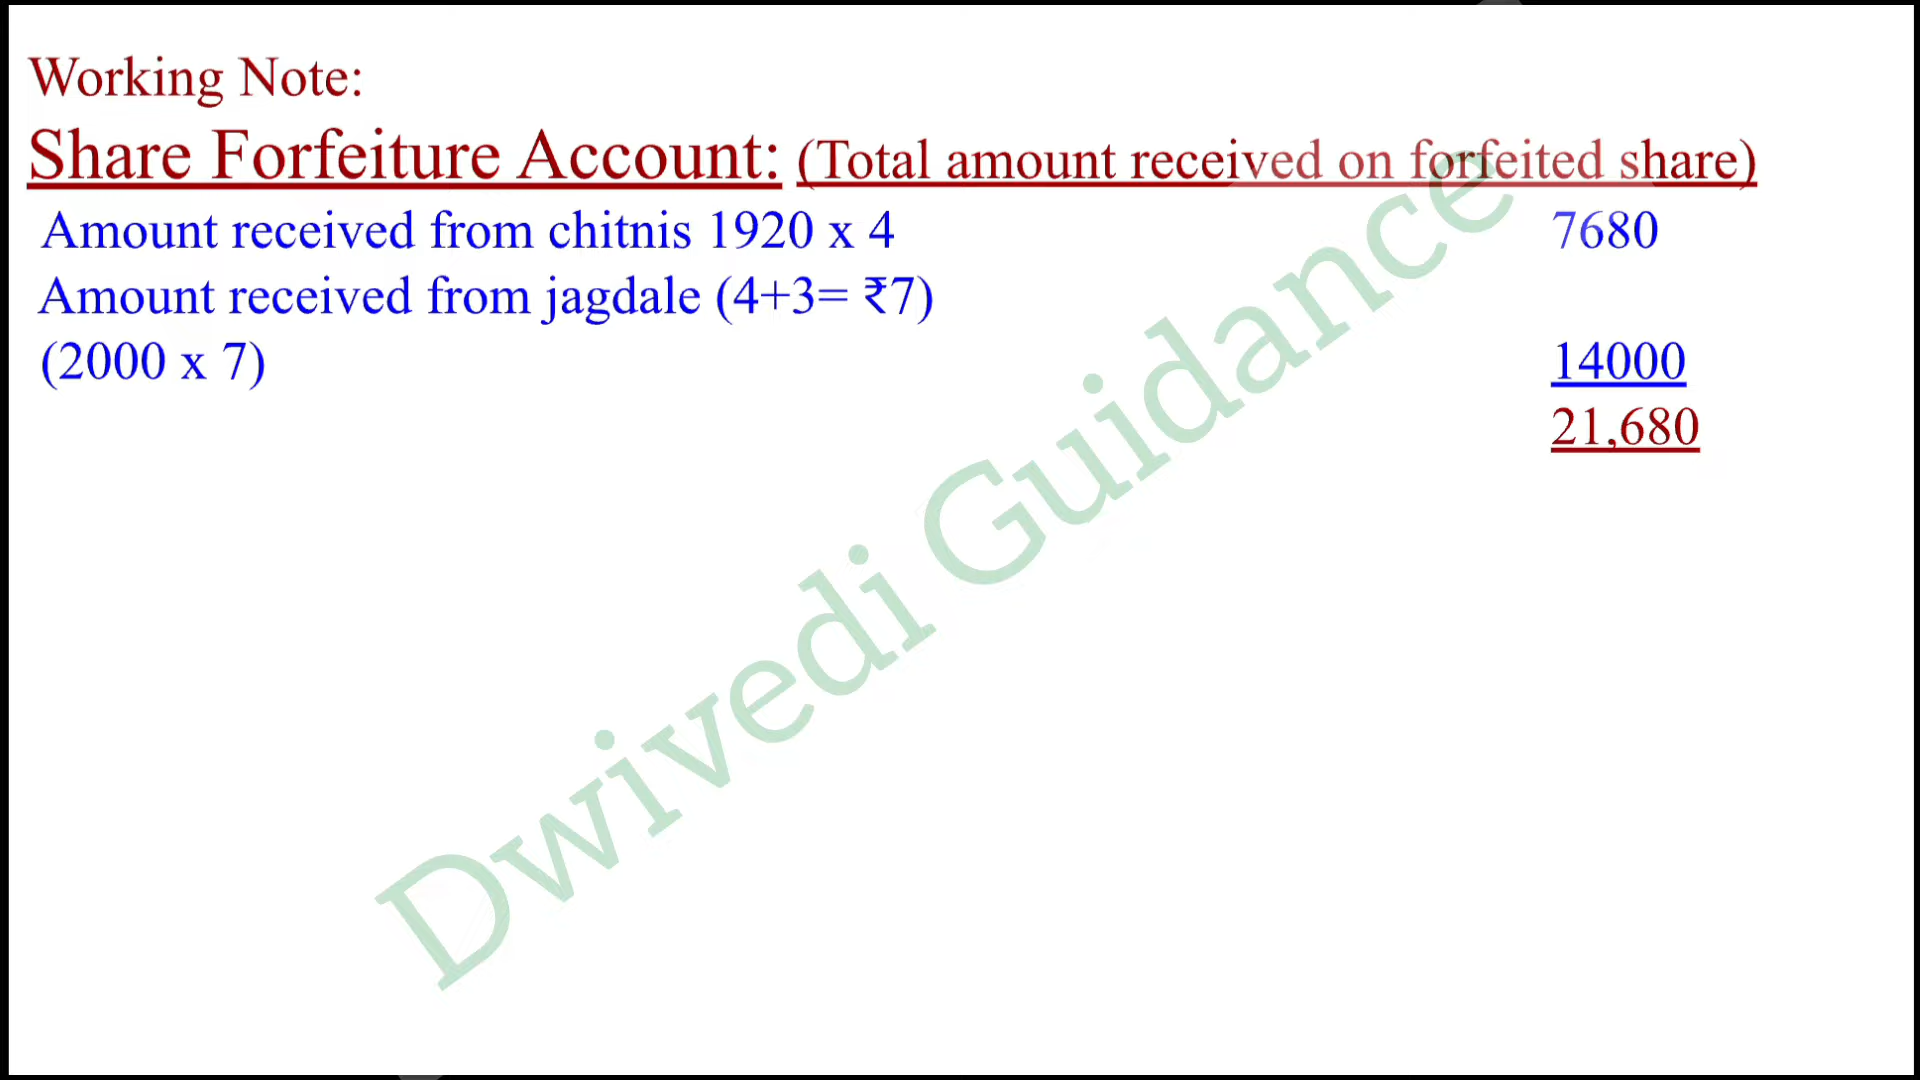 Working Note:
Share Forfeiture Account: (Total amount received on forfeited share)
Amount received from chitnis 1920 x 4 7680
Amount received from jagdale (4+3= ₹7)
(2000 x 7) 14000
21,680
Dwivedi Guidance